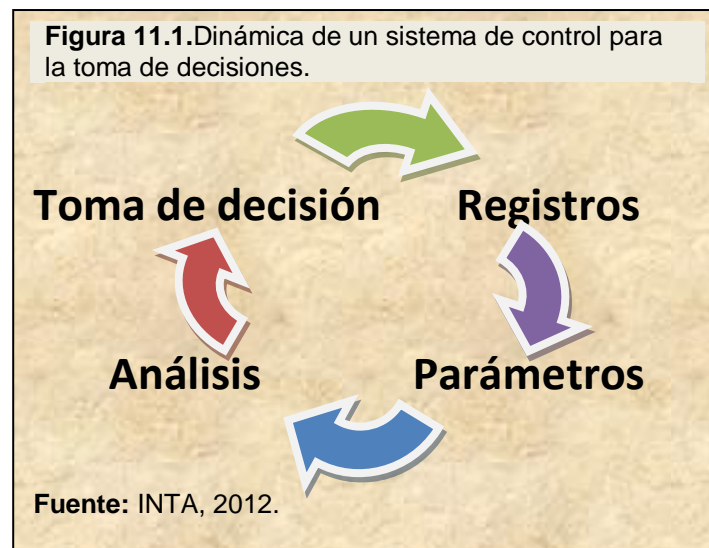 Figura 11.1.Dinámica de un sistema de control para
la toma de decisiones.
Toma de decisión
Registros
Análisis
Parámetros
Fuente: INTA, 2012.